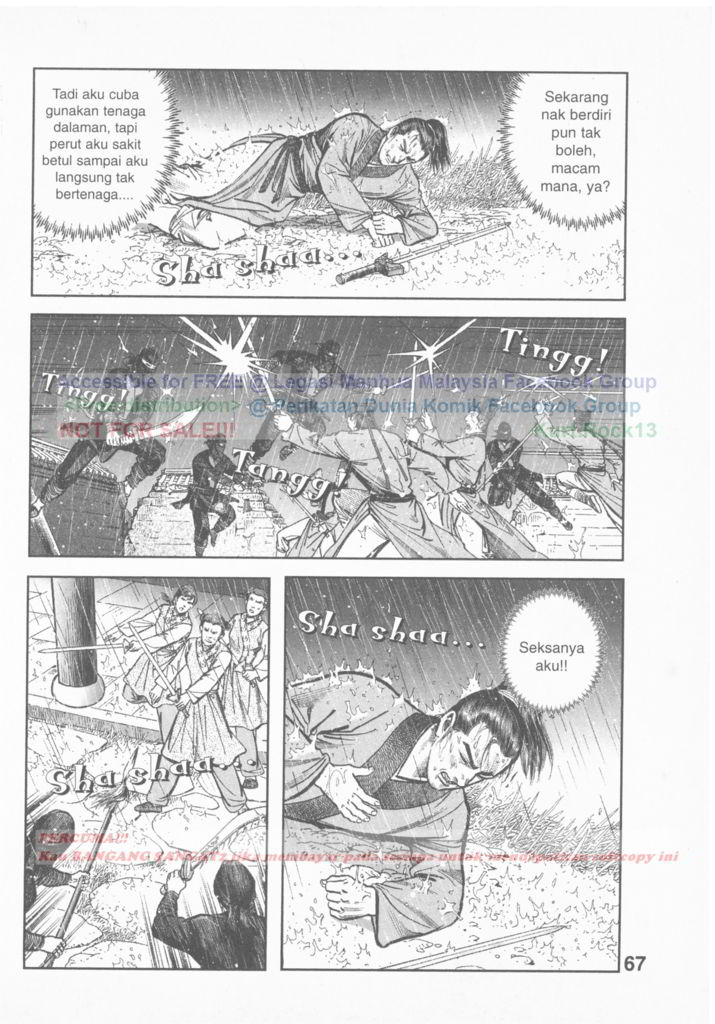 Tadi aku cuba
gunakan tenaga
dalaman, tapi
perut aku sakit
betul sampai aku
langsung tak
bertenaga....
Sekarang
nak berdiri
pun tak
boleh,
macam
mana, ya?
Sha shaa...
Tingg!
Accessible for FREE @ Legasi Manhua Malaysia Facebook Group
Tingg!
@ Perikatan Dunia Komik Facebook Group
NOT FOR SALE!!!
Tangg!
Sha shaa...
Seksanya
aku!!
Sha shaa...
PERCUMA!!!
67